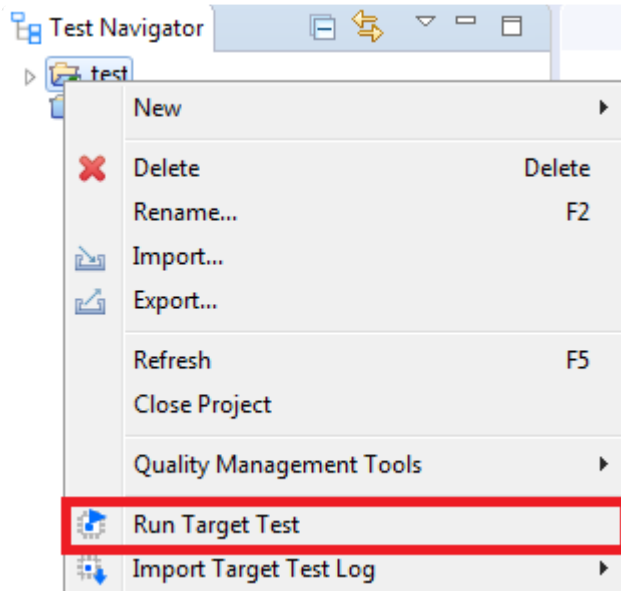 Test Navigator
test
New
Delete Delete
Rename... F2
Import...
Export...
Refresh F5
Close Project
Quality Management Tools
Run Target Test
Import Target Test Log